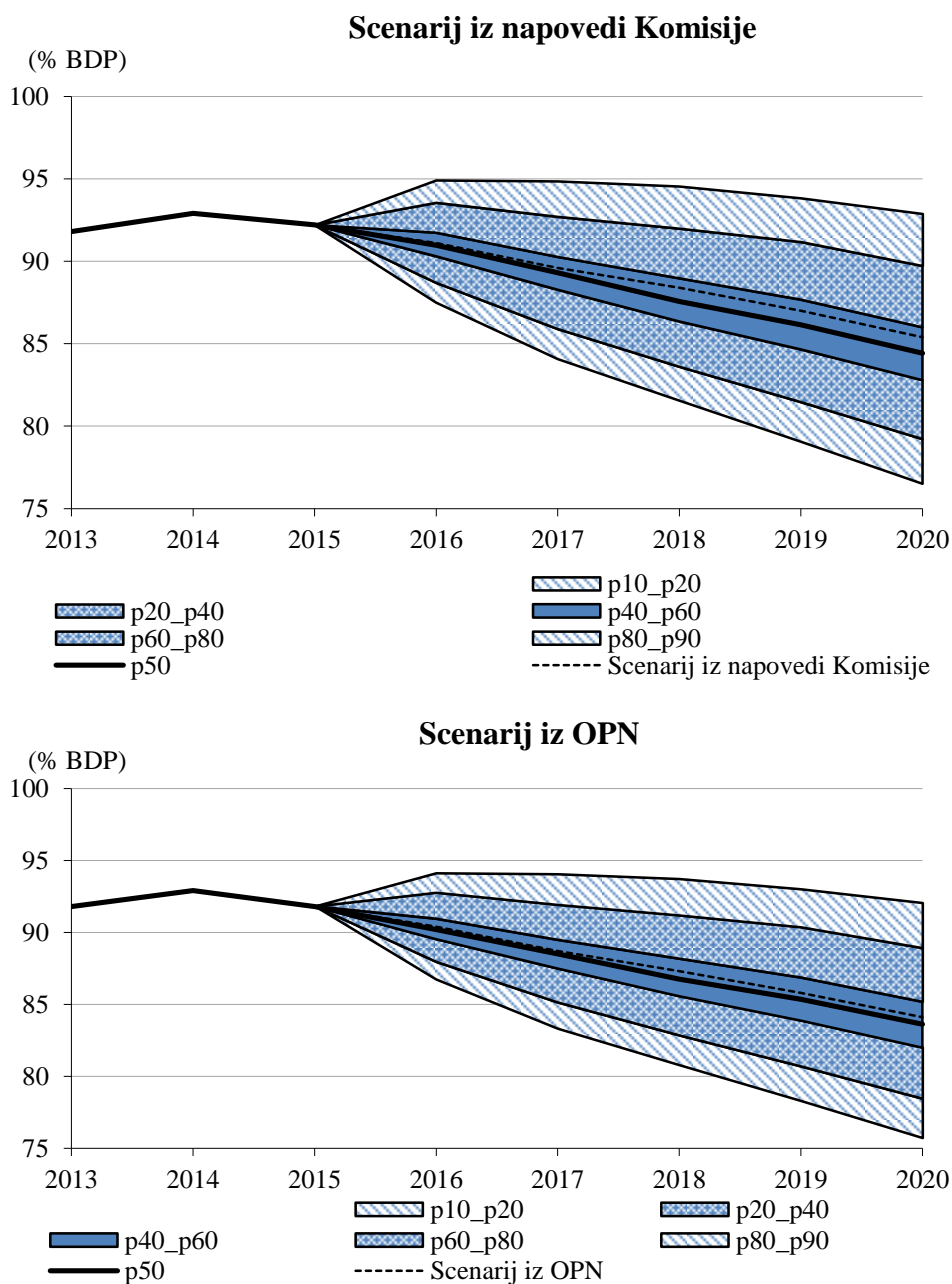 Scenarij iz napovedi Komisije
(% BDP)
100
95
90
85
80
75
2013 2014 2015 2016 2017 2018 2019 2020
p10_p20
p20_p40 p40_p60
p60_p80 p80_p90
p50 Scenarij iz napovedi Komisije
Scenarij iz OPN
(% BDP)
100
95
90
85
80
75
2013 2014 2015 2016 2017 2018 2019 2020
p10_p20 p20_p40
p40_p60 p60_p80 p80_p90
p50 Scenarij iz OPN